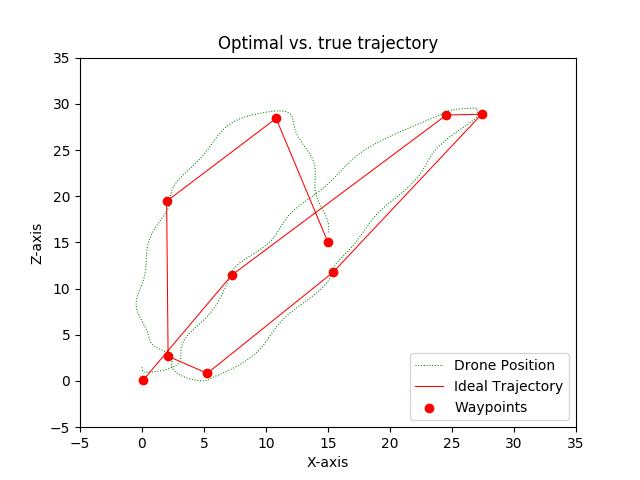 Optimal vs. true trajectory
Z-axis
35
30
25
20
15
10
5
0
−5
−5 0 5 10 15 20 25 30 35
X-axis
Drone Position
Ideal Trajectory
Waypoints